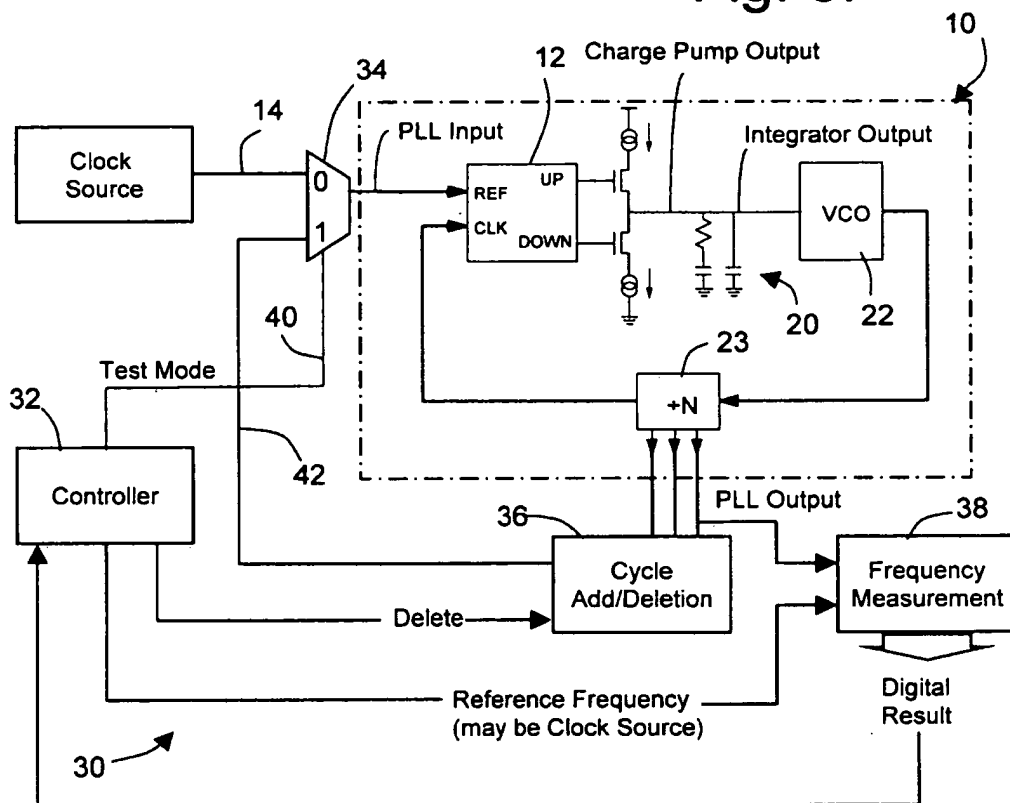 10
Charge Pump Output
12
34
14
PLL Input
Integrator Output
Clock
Source
0
1
REF
CLK
UP
DOWN
VCO
20
22
40
23
Test Mode
32
+N
42
Controller
PLL Output
36
38
Cycle
Add/Deletion
Frequency
Measurement
Delete
Reference Frequency
(may be Clock Source)
Digital
Result
30